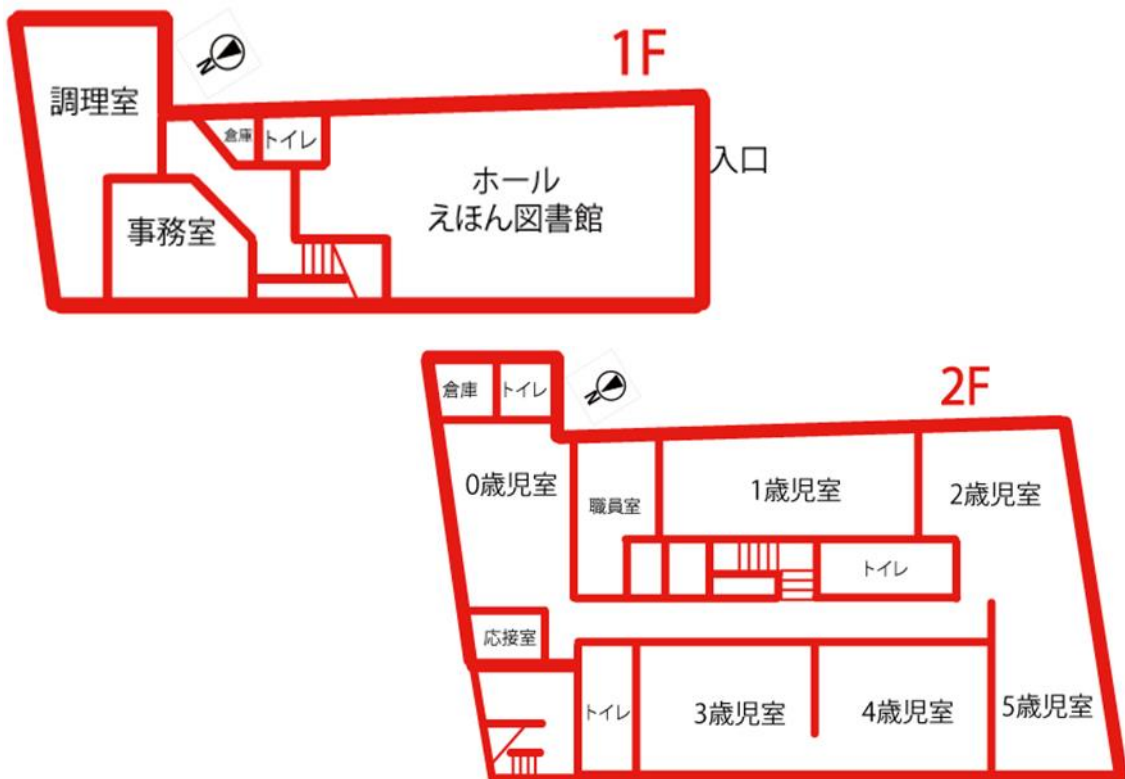 1F
N
調理室
倉庫
トイレ
入口
ホール
えほん図書館
事務室
2F
N
倉庫
トイレ
0歳児室
職員室
1歳児室
2歳児室
トイレ
応接室
トイレ
3歳児室
4歳児室
5歳児室